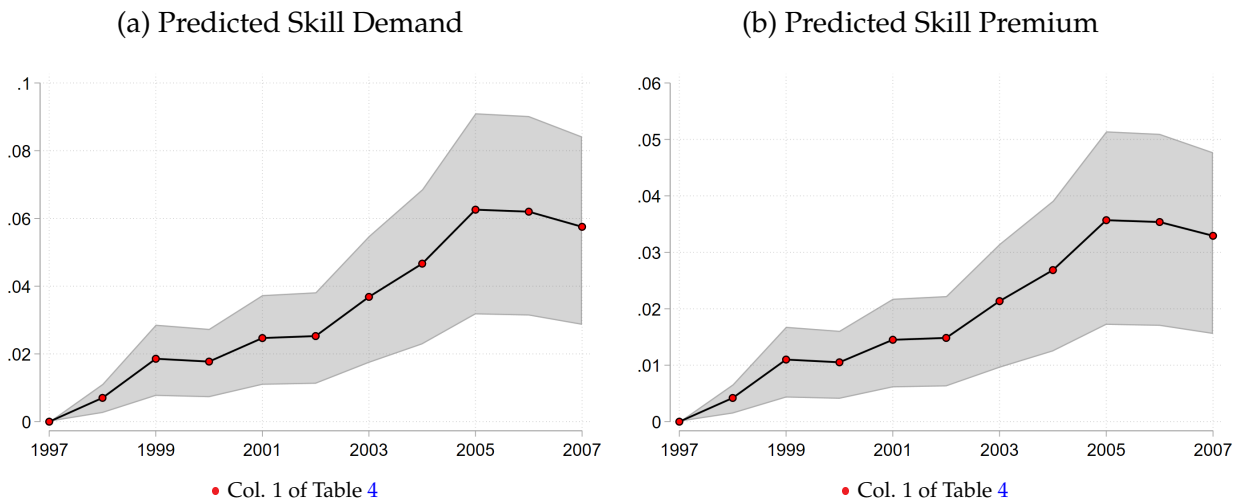 (a) Predicted Skill Demand
.1
.08
.06
.04
.02
0
1997 1999 2001 2003 2005 2007
Col. 1 of Table 4
(b) Predicted Skill Premium
.06
.05
.04
.03
.02
.01
0
1997 1999 2001 2003 2005 2007
Col. 1 of Table 4